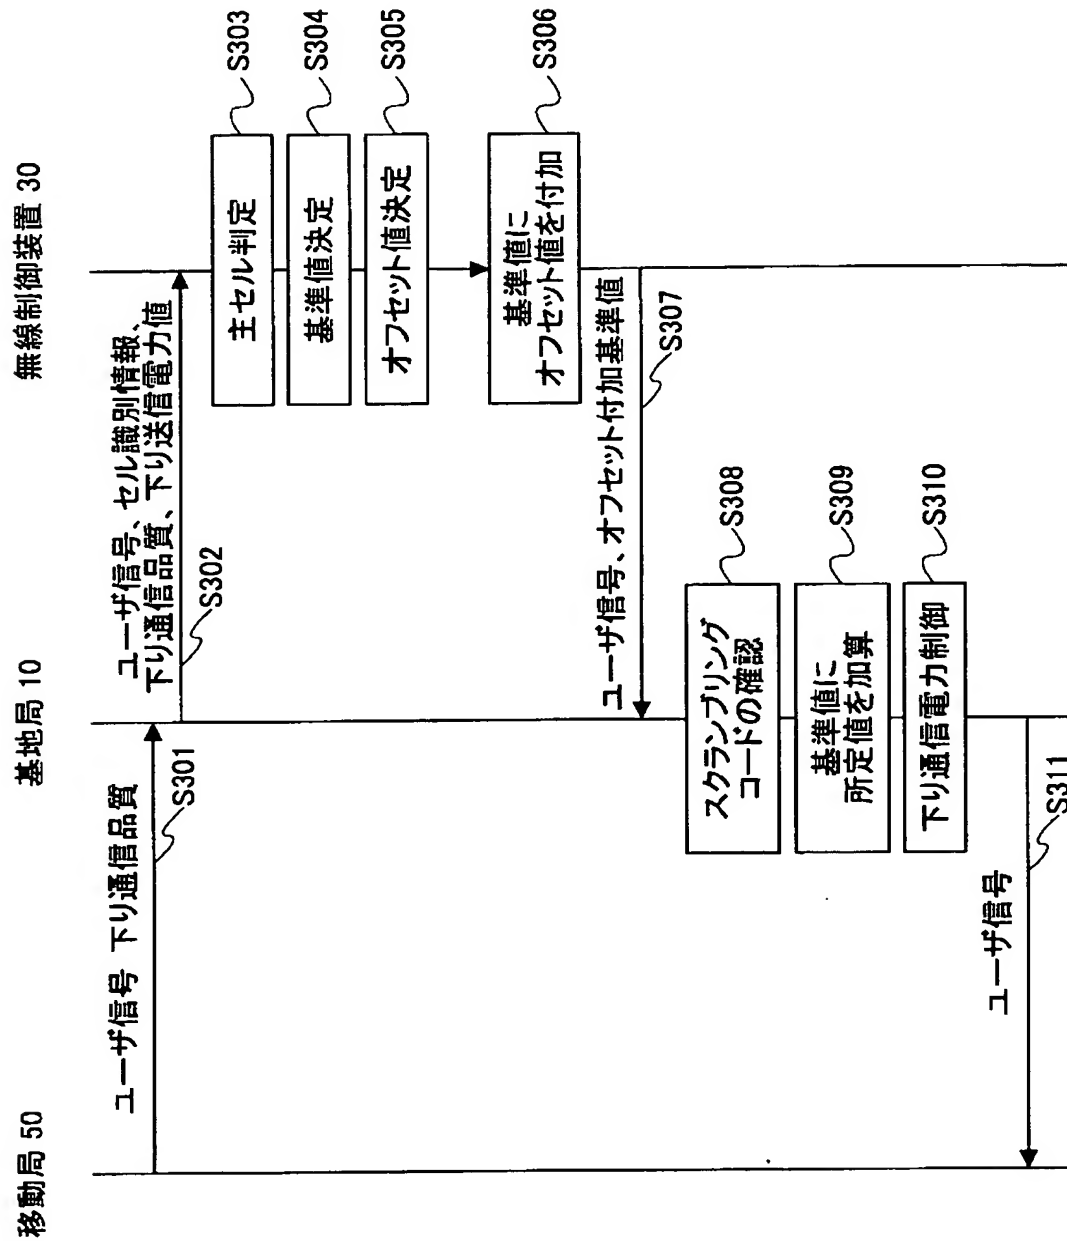 移動局 50
基地局 10
無線制御装置 30
ユーザ信号 下り通信品質
S301
ユーザ信号、セル識別情報、
下り通信品質、下り送信電力値
S302
主セル判定
S303
基準値決定
S304
オフセット値決定
S305
基準値に
オフセット値を付加
S306
ユーザ信号、オフセット付加基準値
S307
スクランブリング
コードの確認
S308
基準値に
所定値を加算
S309
下り通信電力制御
S310
ユーザ信号
S311